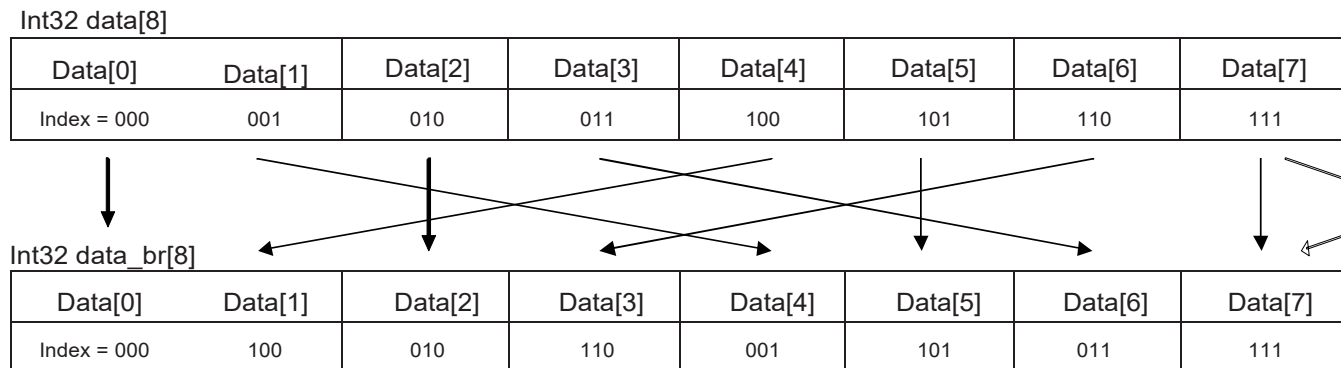 Int32 data[8]
Data[0] Data[1] Data[2] Data[3] Data[4] Data[5] Data[6] Data[7]
Index = 000 001 010 011 100 101 110 111
Int32 data_br[8]
Data[0] Data[1] Data[2] Data[3] Data[4] Data[5] Data[6] Data[7]
Index = 000 100 010 110 001 101 011 111